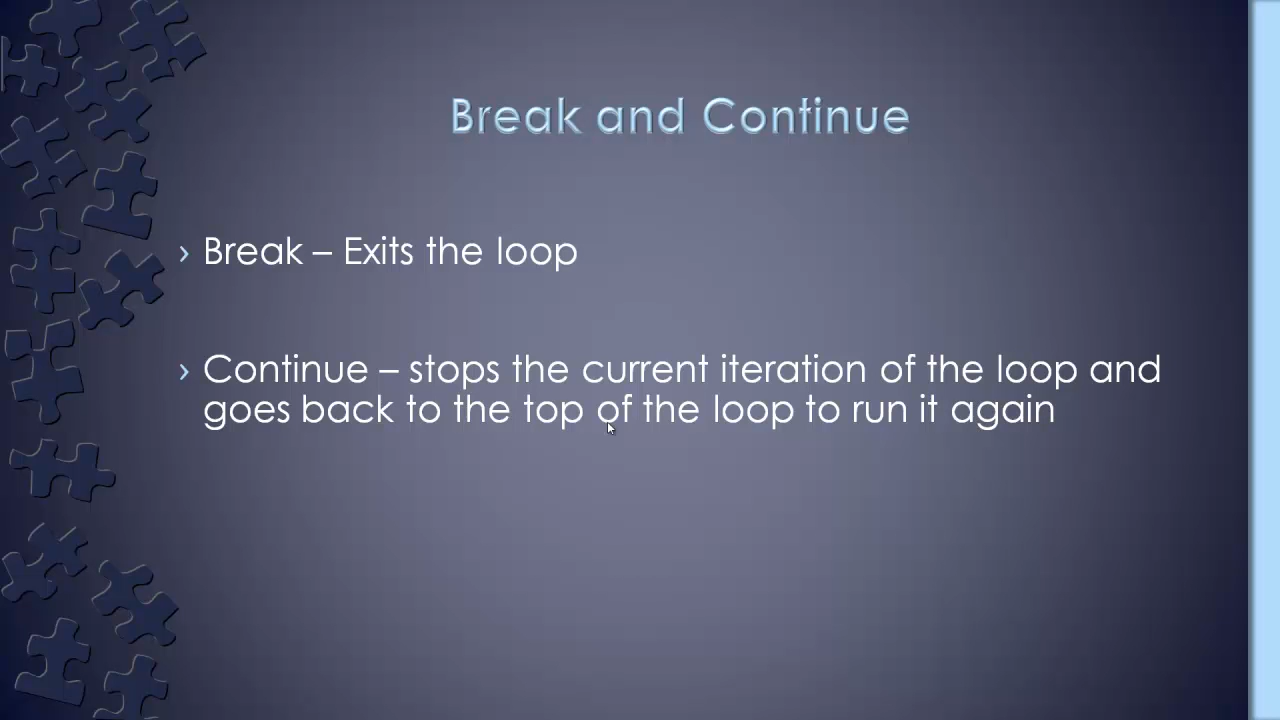 Break and Continue
› Break – Exits the loop
› Continue – stops the current iteration of the loop and
goes back to the top of the loop to run it again